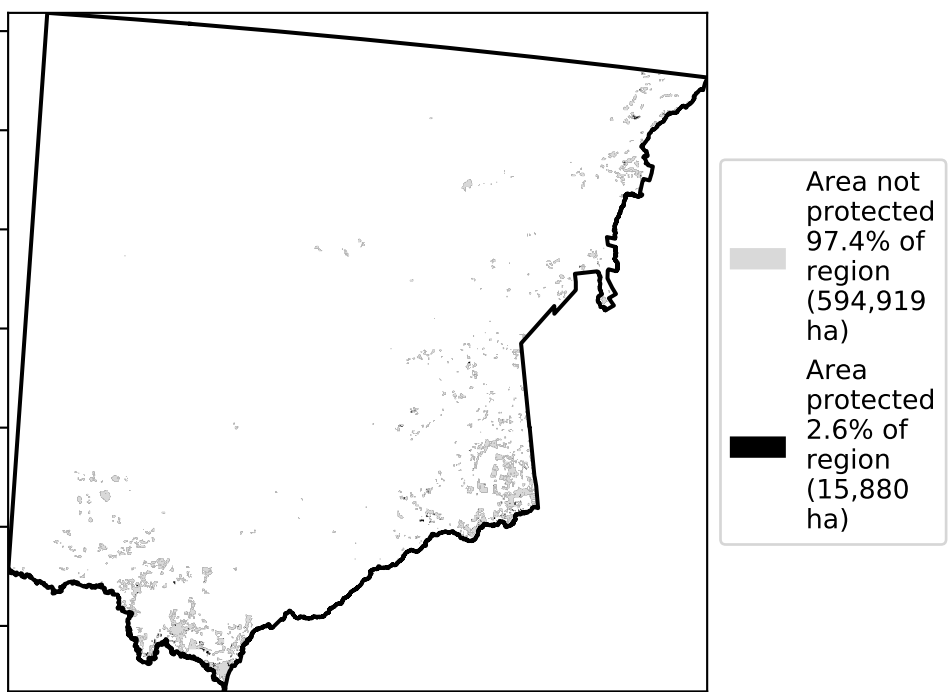 Area not
protected
97.4% of
region
(594,919
ha)
Area
protected
2.6% of
region
(15,880
ha)